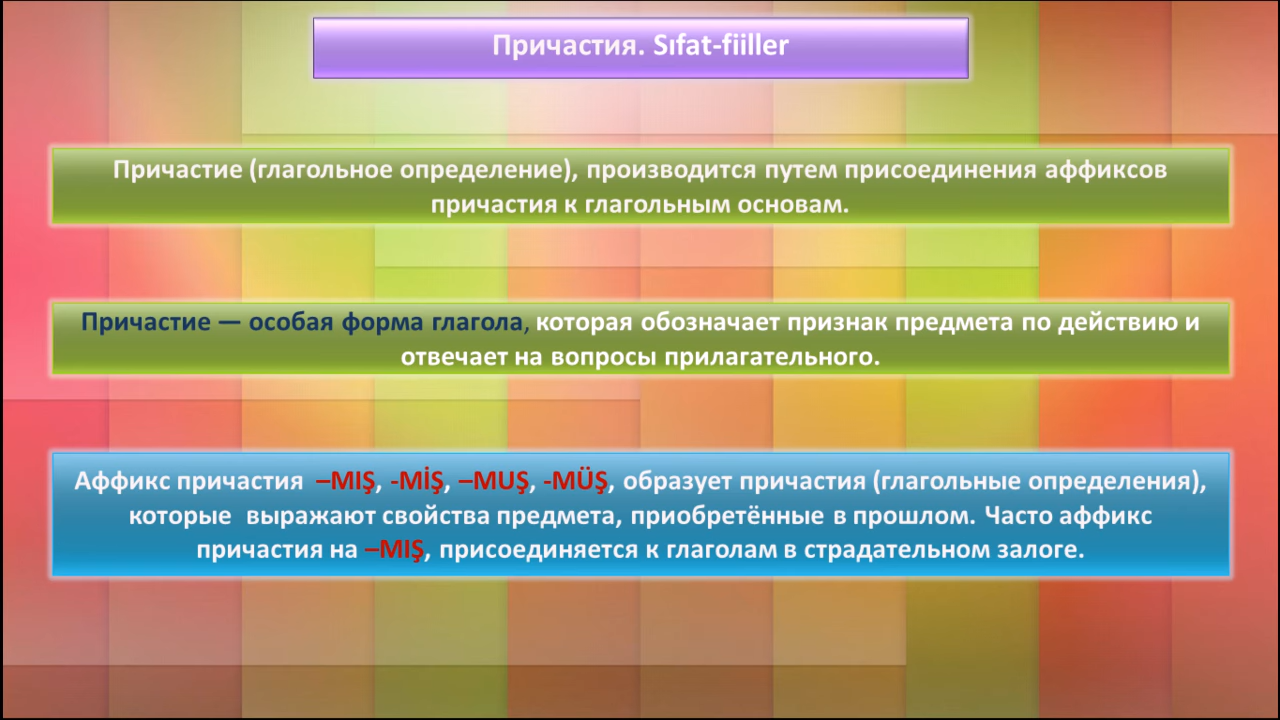 Причастия. Sıfat-fiiller
Причастие (глагольное определение), производится путем присоединения аффиксов
причастия к глагольным основам.
Причастие — особая форма глагола, которая обозначает признак предмета по действию и
отвечает на вопросы прилагательного.
Аффикс причастия –MIŞ, -MİŞ, –MUŞ, -MÜŞ, образует причастия (глагольные определения),
которые выражают свойства предмета, приобретённые в прошлом. Часто аффикс
причастия на –MIŞ, присоединяется к глаголам в страдательном залоге.